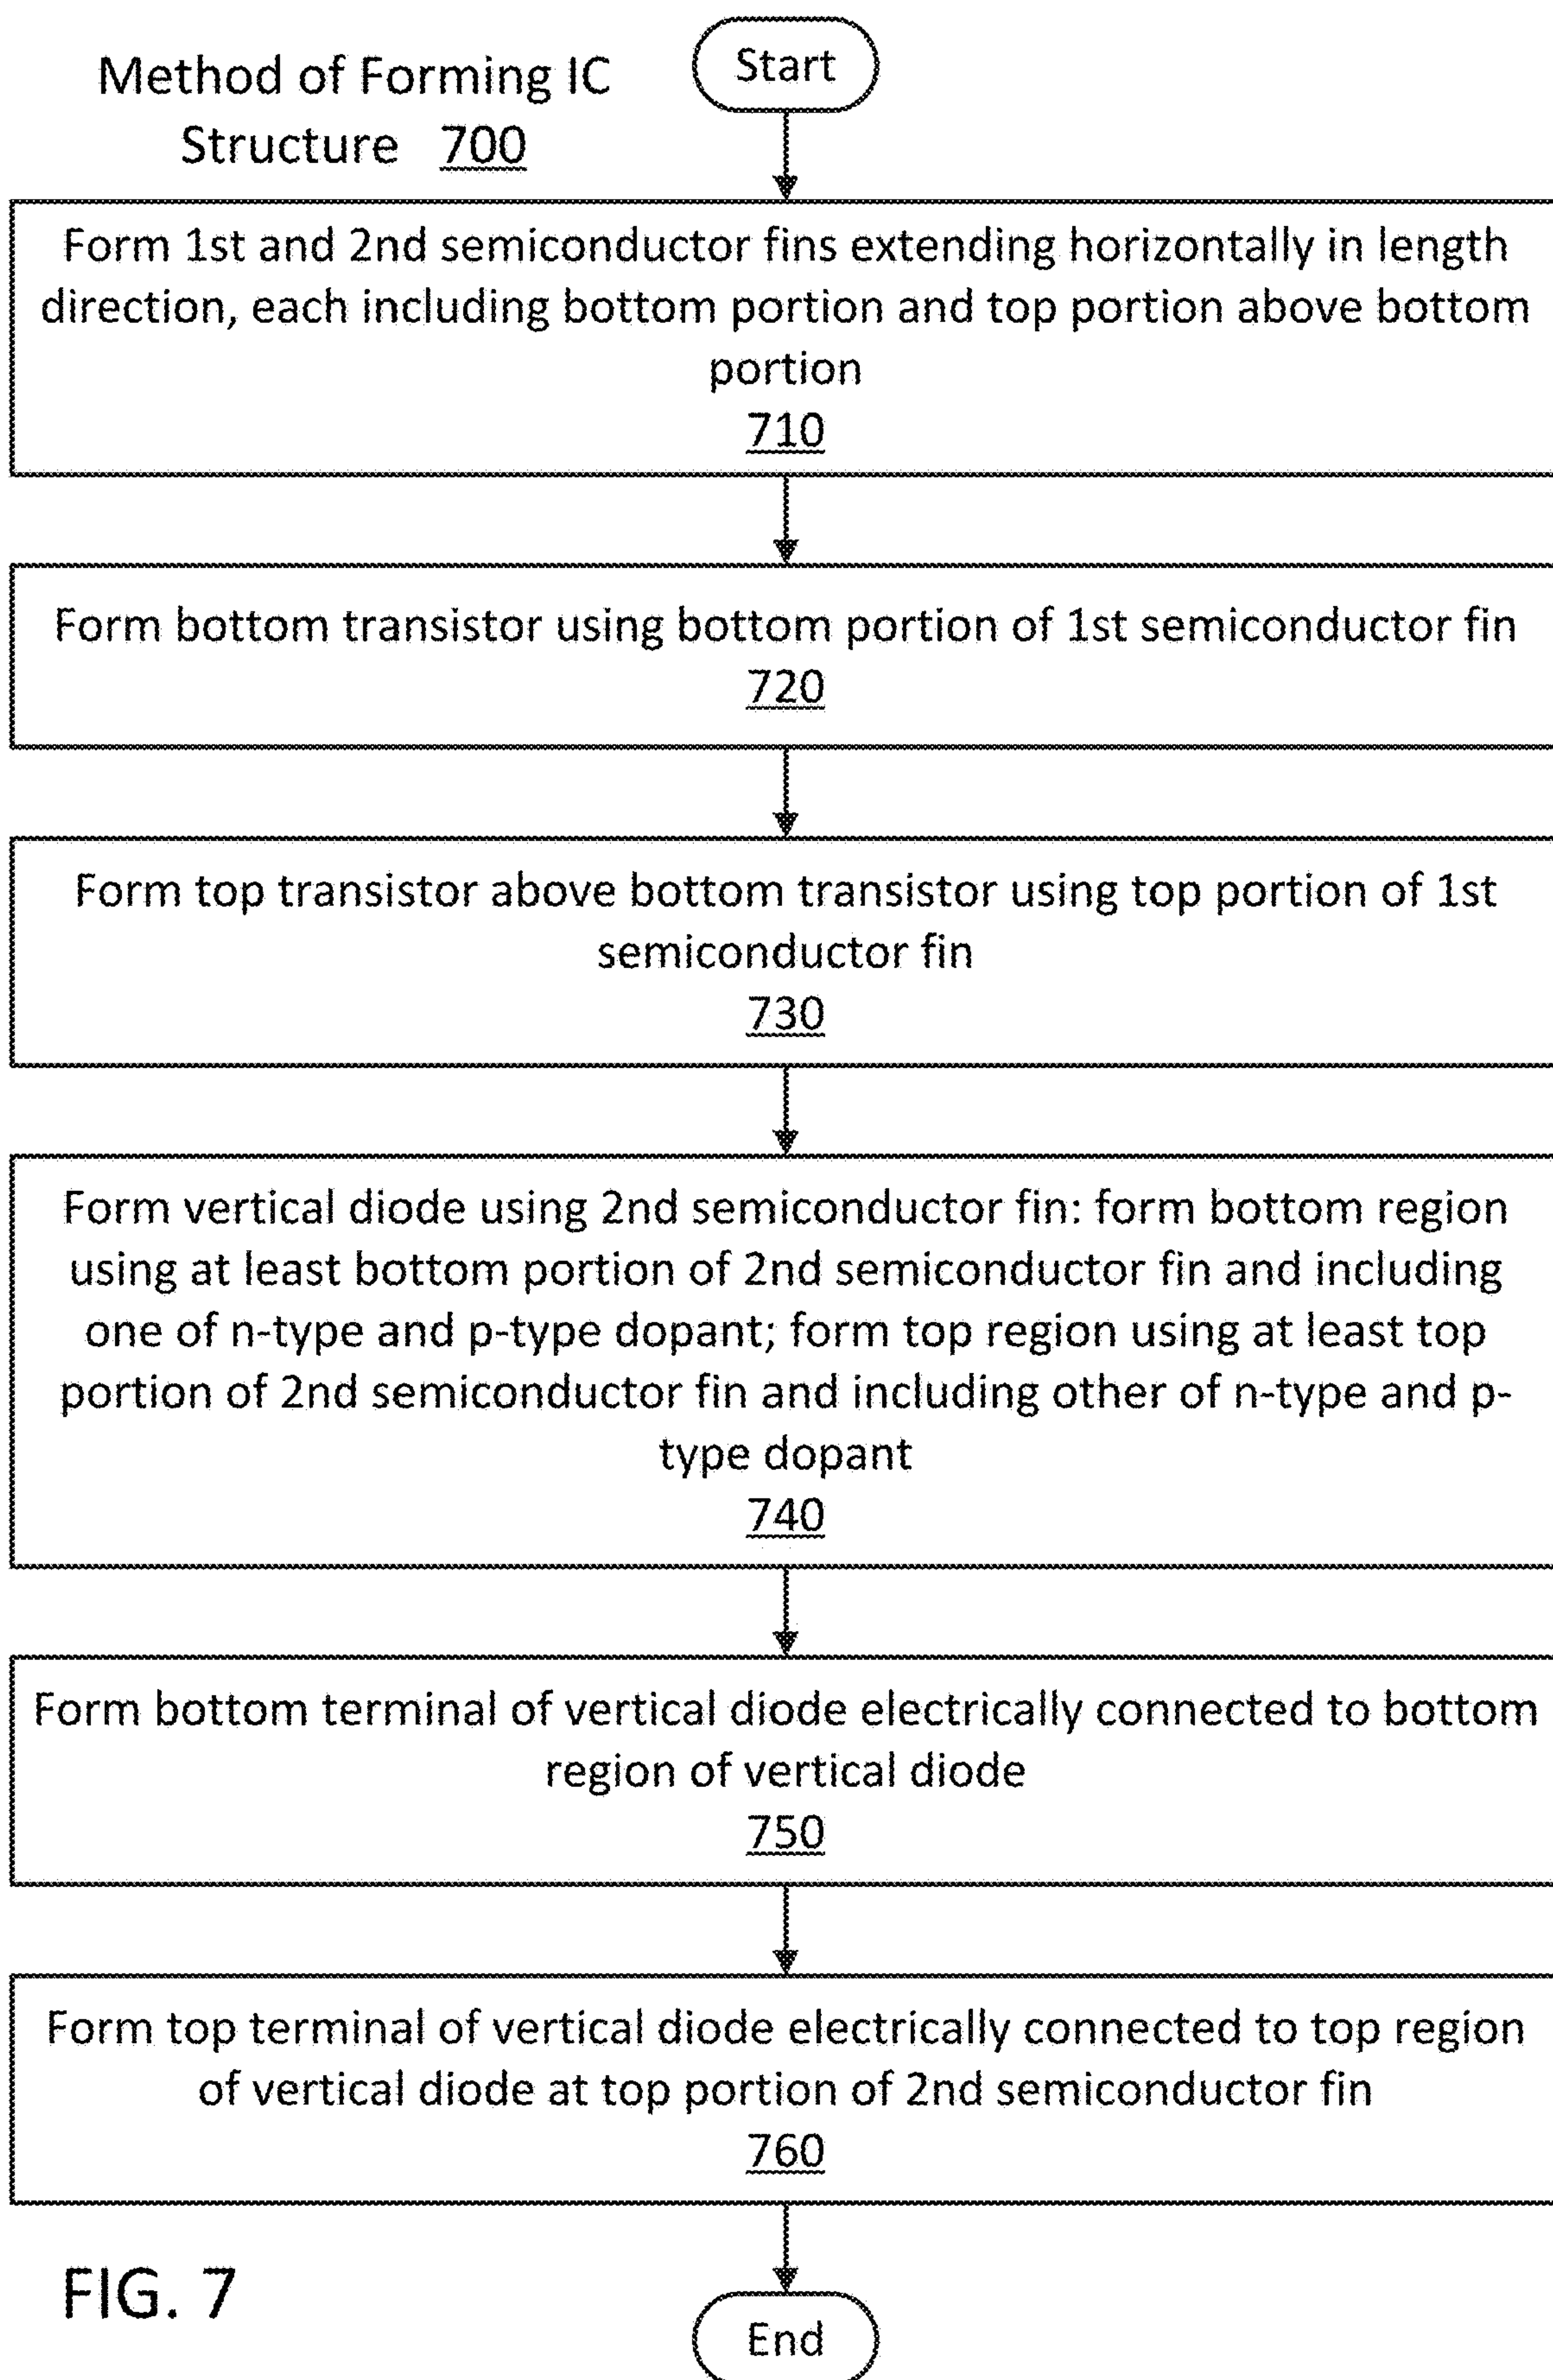 Method of Forming IC
Structure 700
Start
Form 1st and 2nd semiconductor fins extending horizontally in length
direction, each including bottom portion and top portion above bottom
portion
710
Form bottom transistor using bottom portion of 1st semiconductor fin
720
Form top transistor above bottom transistor using top portion of 1st
semiconductor fin
730
Form vertical diode using 2nd semiconductor fin: form bottom region
using at least bottom portion of 2nd semiconductor fin and including
one of n-type and p-type dopant; form top region using at least top
portion of 2nd semiconductor fin and including other of n-type and p-
type dopant
740
Form bottom terminal of vertical diode electrically connected to bottom
region of vertical diode
750
Form top terminal of vertical diode electrically connected to top region
of vertical diode at top portion of 2nd semiconductor fin
760
FIG. 7
End